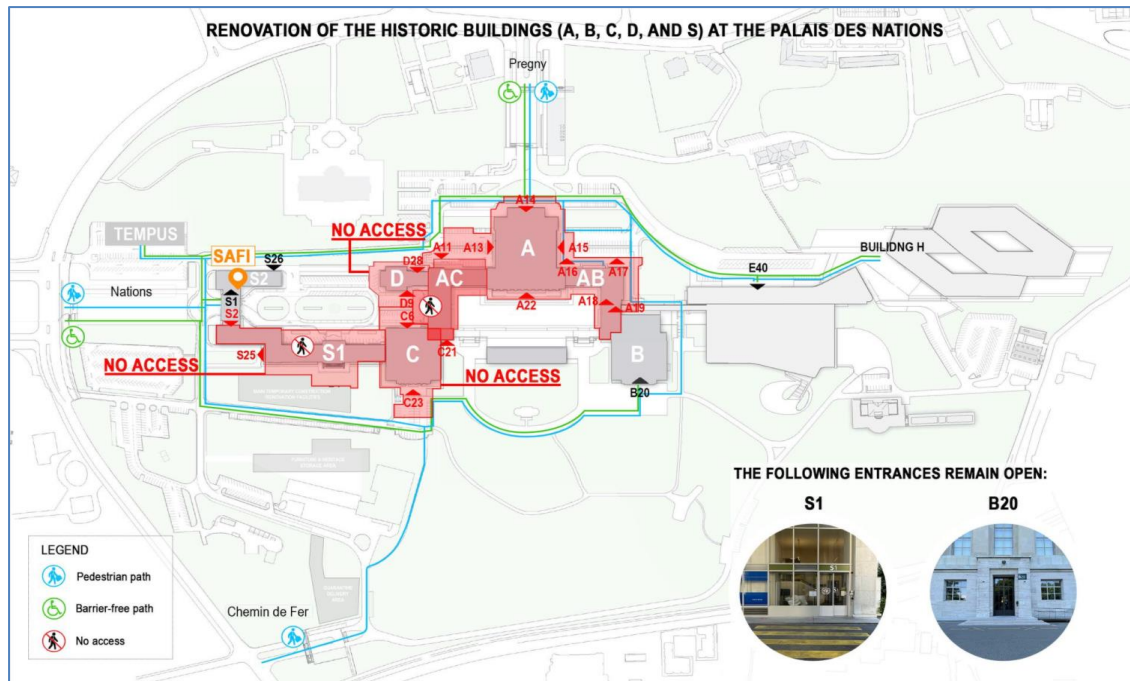 RENOVATION OF THE HISTORIC BUILDINGS (A, B, C, D, AND S) AT THE PALAIS DES NATIONS
Pregny
A14
TEMPUS
NO ACCESS
SAFI
S26
S2
A11
A13
A
A15
D28
D
AC
A16
AB
A17
BUILIDNG H
E40
Nations
S1
S2
D9
C6
A22
A18
A19
S25
S1
C
C21
B
NO ACCESS
NO ACCESS
C23
B20
THE FOLLOWING ENTRANCES REMAIN OPEN:
S1
B20
LEGEND
Pedestrian path
Barrier-free path
No access
Chemin de Fer